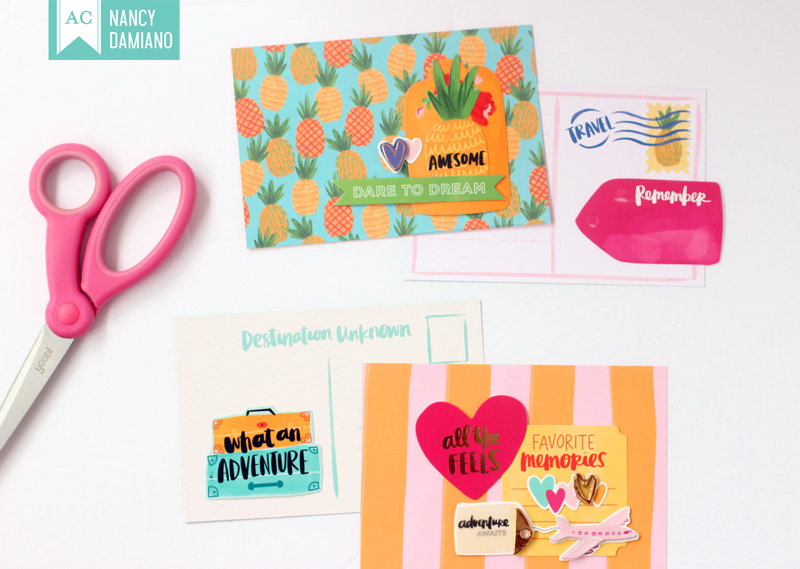 AC
NANCY
DAMIANO
AWESOME
DARE TO DREAM
TRAVEL
Remember
yoobi
Destination Unknown
what an
ADVENTURE
all the
FEELS
FAVORITE
memories
adventure
AWAITS